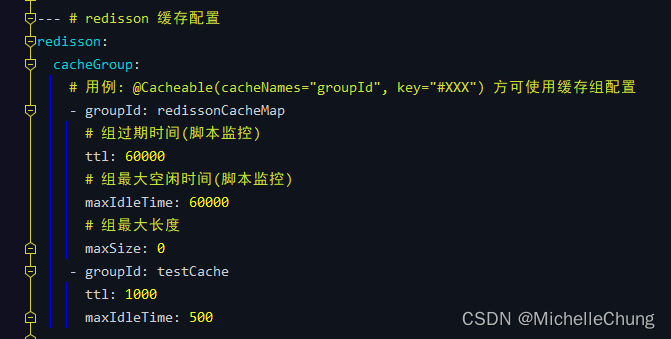 --- # redisson 缓存配置
redisson:
  cacheGroup:
    # 用例: @Cacheable(cacheNames="groupId", key="#XXX") 方可使用缓存组配置
    - groupId: redissonCacheMap
      # 组过期时间(脚本监控)
      ttl: 60000
      # 组最大空闲时间(脚本监控)
      maxIdleTime: 60000
      # 组最大长度
      maxSize: 0
    - groupId: testCache
      ttl: 1000
      maxIdleTime: 500
CSDN @MichelleChung